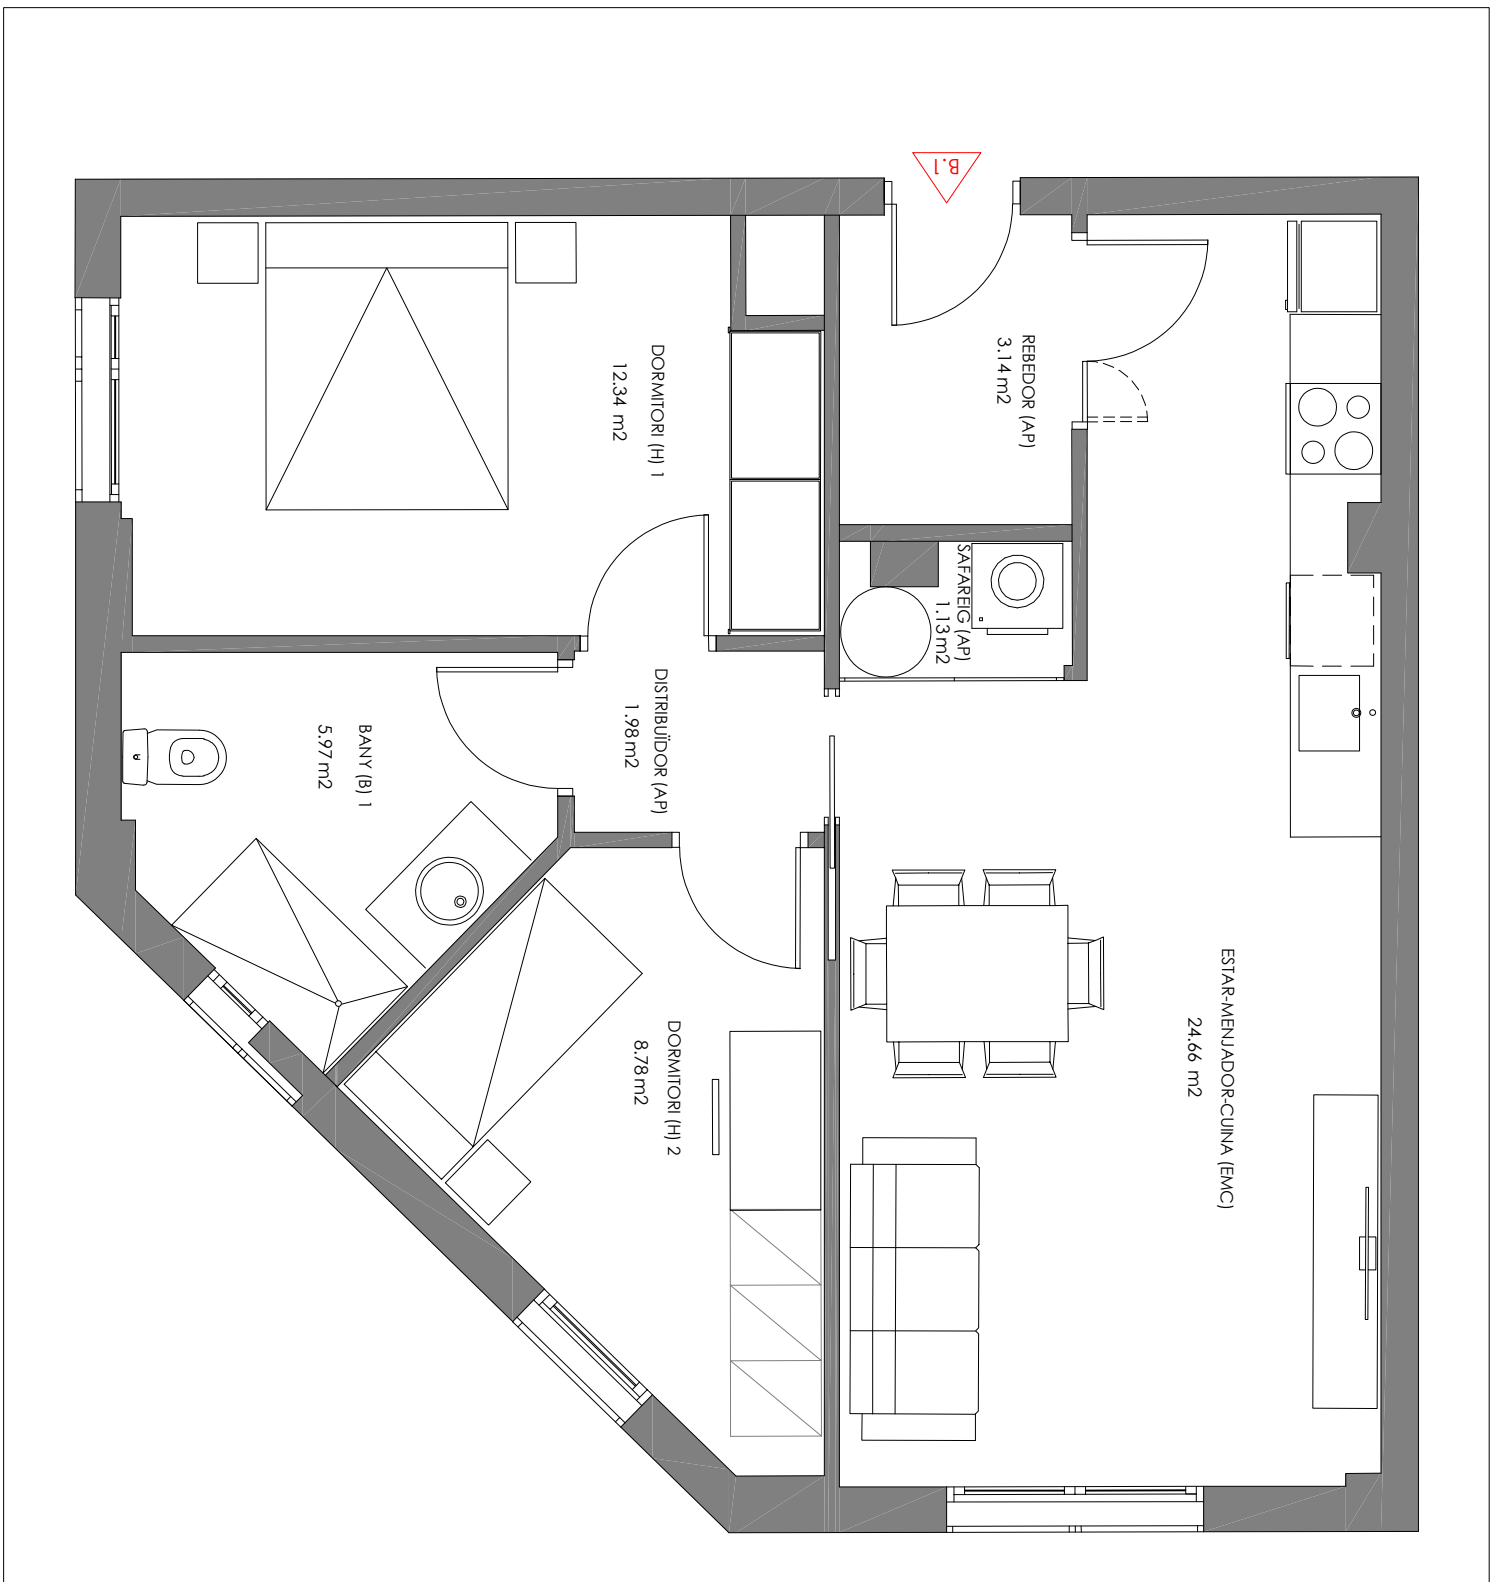 B.1
REBEDOR (AP)
3.14 m2
DORMITORI (H) 1
12.34 m2
SAFAREIG (AP)
1.13 m2
DISTRIBUÏDOR (AP)
1.98 m2
BANY (B) 1
5.97 m2
ESTAR-MENJADOR-CUINA (EMC)
24.66 m2
DORMITORI (H) 2
8.78 m2